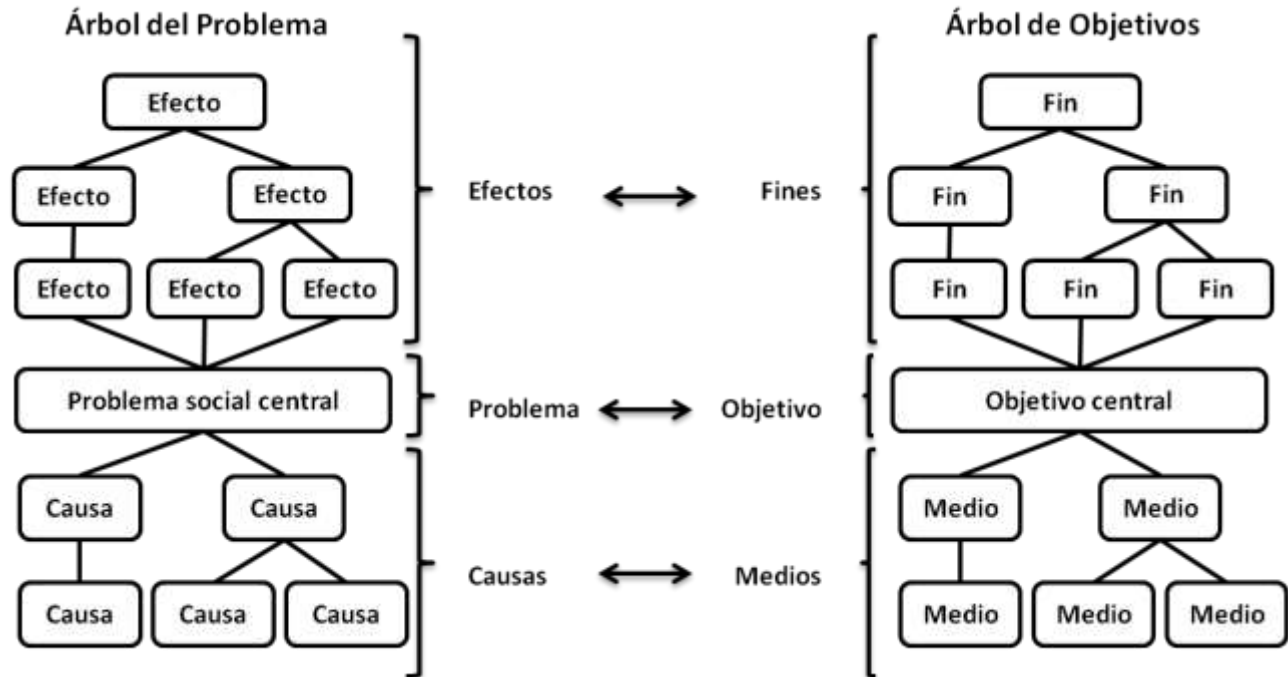 Árbol del Problema
Árbol de Objetivos
Efecto
Fin
Efecto
Efecto
Efectos
Fines
Fin
Fin
Efecto
Efecto
Efecto
Fin
Fin
Fin
Problema social central
Problema
Objetivo
Objetivo central
Causa
Causa
Medio
Medio
Causas
Medios
Causa
Causa
Causa
Medio
Medio
Medio